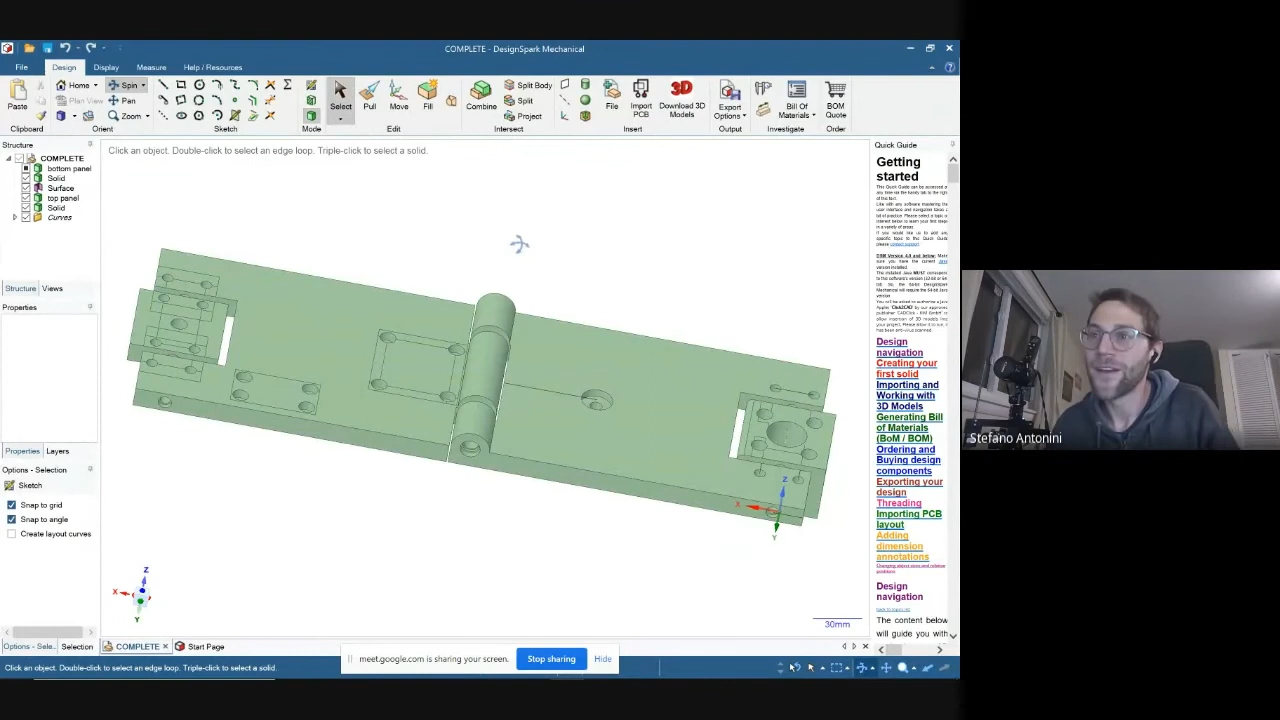 COMPLETE - DesignSpark Mechanical
File Design Display Measure Help / Resources
Paste
Clipboard
Home
Plan View
Spin
Pan
Zoom
Orient
Sketch
Mode
Select
Pull
Move
Fill
Edit
Combine
Split Body
Split
Project
Intersect
File
Import PCB
Download 3D Models
Insert
Export Options
Output
Bill Of Materials
Investigate
BOM Quote
Order
Structure
COMPLETE
bottom panel
Solid
Surface
top panel
Solid
Curves
Structure Views
Properties
Properties Layers
Options - Selection
Sketch
Snap to grid
Snap to angle
Create layout curves
Options - Sele... Selection
Click an object. Double-click to select an edge loop. Triple-click to select a solid.
X
Z
Y
Z
X
Y
30mm
COMPLETE
Start Page
Click an object. Double-click to select an edge loop. Triple-click to select a solid.
meet.google.com is sharing your screen.
Stop sharing
Hide
Quick Guide
Getting
started
Design
navigation
Creating your
first solid
Importing and
Working with
3D Models
Generating Bill
of Materials
(BoM / BOM)
Ordering and
Buying design
components
Exporting your
design
Threading
Importing PCB
layout
Adding
dimension
annotations
Design
navigation
The content below
will guide you with
Stefano Antonini